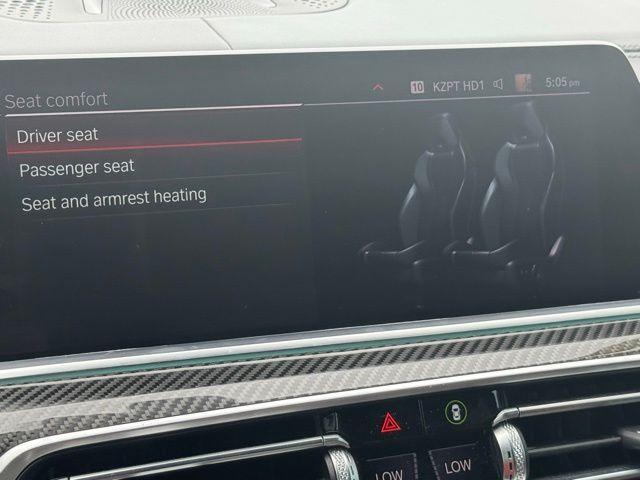 10 KZPT HD1 5:05 pm
Seat comfort
Driver seat
Passenger seat
Seat and armrest heating
LOW LOW